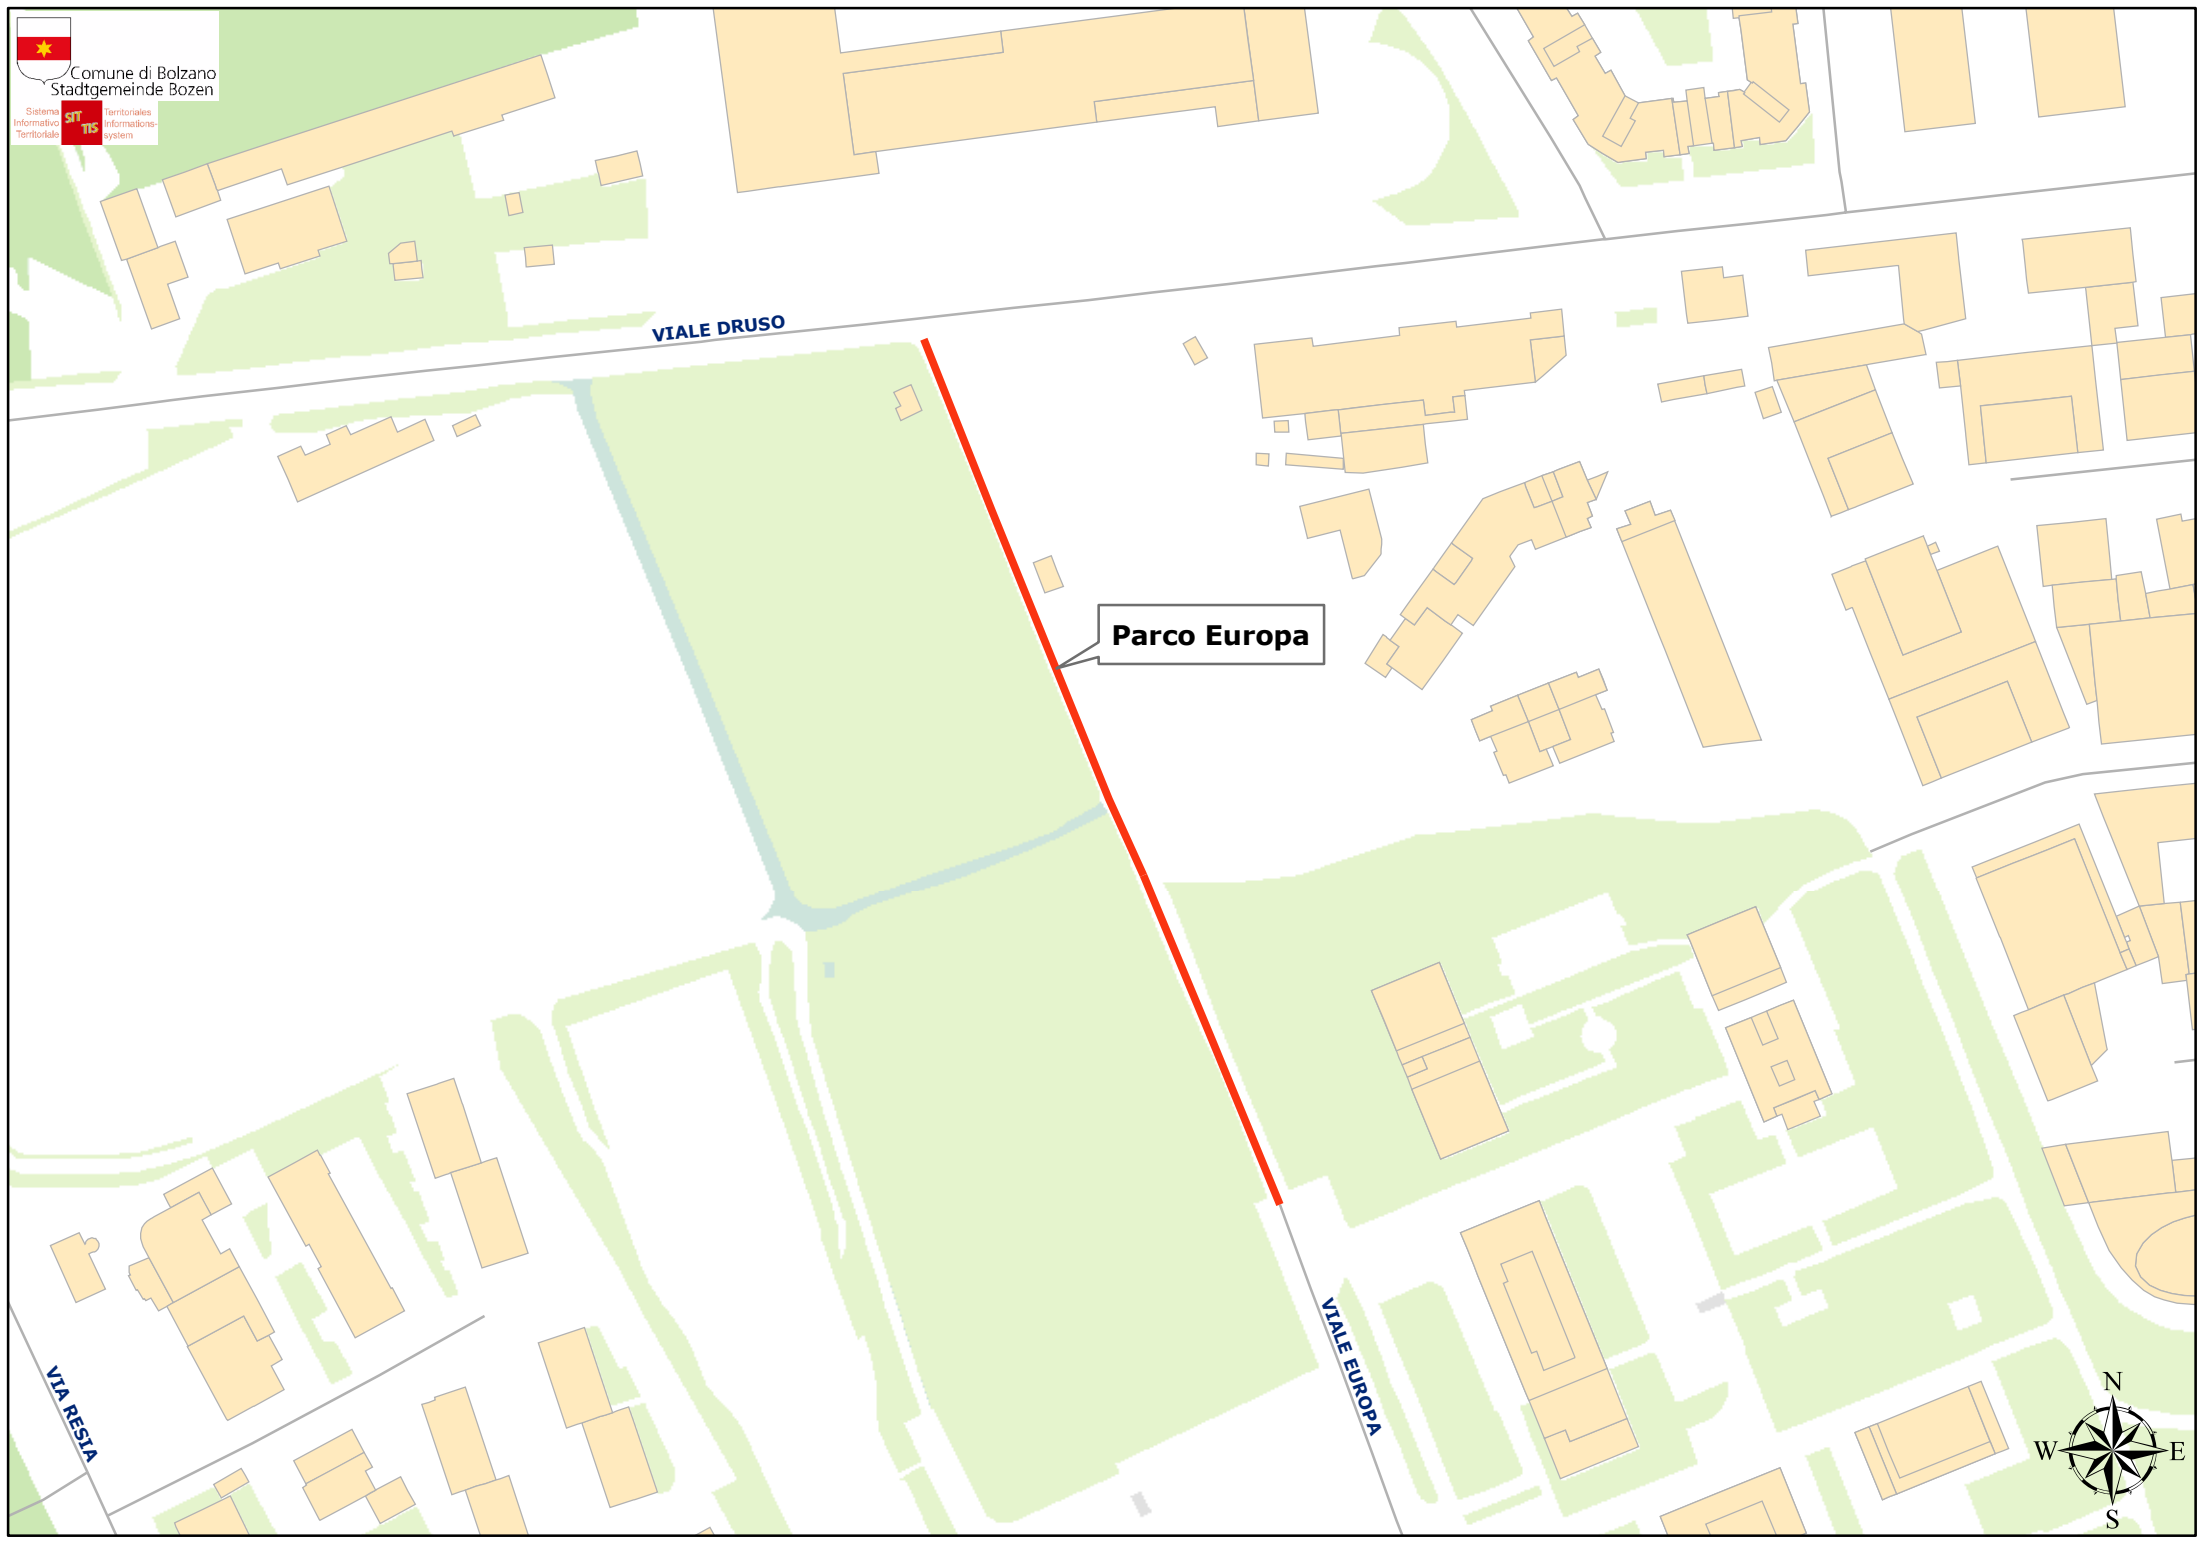 Comune di Bolzano
Stadtgemeinde Bozen
Sistema
Informativo
Territoriale
SIT
TIS
Territoriales
Informations-
system
VIALE DRUSO
Parco Europa
VIALE EUROPA
VIA RESIA
N
W
E
S